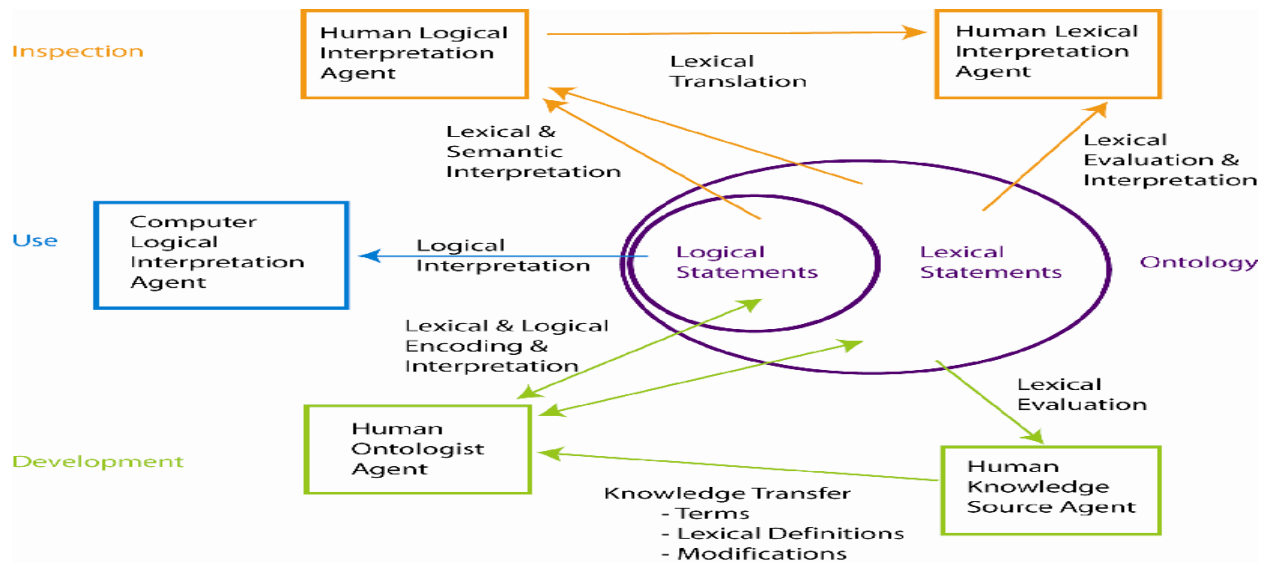 Inspection
Human Logical
Interpretation
Agent
Lexical
Translation
Human Lexical
Interpretation
Agent
Lexical &
Semantic
Interpretation
Lexical
Evaluation &
Interpretation
Use
Computer
Logical
Interpretation
Agent
Logical
Interpretation
Logical
Statements
Lexical
Statements
Ontology
Lexical & Logical
Encoding &
Interpretation
Lexical
Evaluation
Development
Human
Ontologist
Agent
Knowledge Transfer
- Terms
- Lexical Definitions
- Modifications
Human
Knowledge
Source Agent